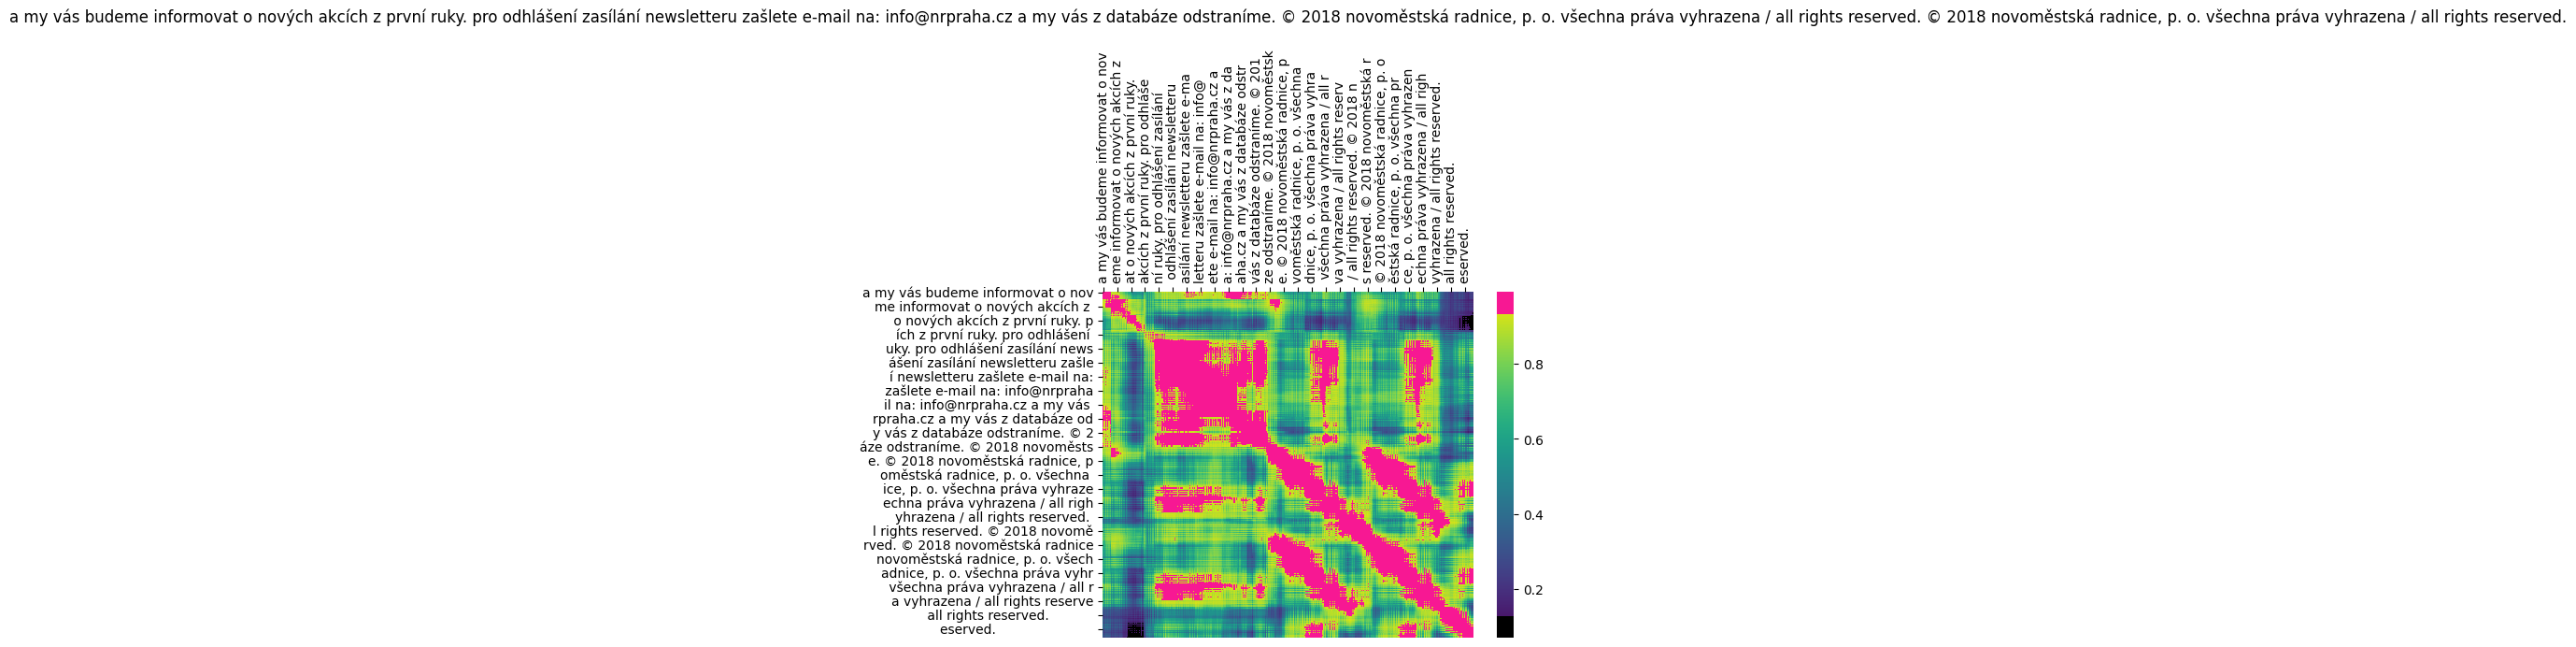 a my vás budeme informovat o nových akcích z první ruky. pro odhlášení zasílání newsletteru zašlete e-mail na: info@nrpraha.cz a my vás z databáze odstraníme. © 2018 novoměstská radnice, p. o. všechna práva vyhrazena / all rights reserved. © 2018 novoměstská radnice, p. o. všechna práva vyhrazena / all rights reserved.
a my vás budeme informovat o nov
eme informovat o nových akcích z
at o nových akcích z první ruky.
akcích z první ruky. pro odhláše
ní ruky. pro odhlášení zasílání
odhlášení zasílání newsletteru
asílání newsletteru zašlete e-ma
letteru zašlete e-mail na: info@
ete e-mail na: info@nrpraha.cz a
a: info@nrpraha.cz a my vás z da
aha.cz a my vás z databáze odstr
vás z databáze odstraníme. © 201
ze odstraníme. © 2018 novoměstsk
e. © 2018 novoměstská radnice, p
voměstská radnice, p. o. všechna
dnice, p. o. všechna práva vyhra
všechna práva vyhrazena / all r
va vyhrazena / all rights reserv
/ all rights reserved. © 2018 n
s reserved. © 2018 novoměstská r
© 2018 novoměstská radnice, p. o
ěstská radnice, p. o. všechna pr
ce, p. o. všechna práva vyhrazen
echna práva vyhrazena / all righ
vyhrazena / all rights reserved.
all rights reserved.
eserved.
a my vás budeme informovat o nov
me informovat o nových akcích z
o nových akcích z první ruky. p
ích z první ruky. pro odhlášení
uky. pro odhlášení zasílání news
ášení zasílání newsletteru zašle
í newsletteru zašlete e-mail na:
zašlete e-mail na: info@nrpraha
il na: info@nrpraha.cz a my vás
rpraha.cz a my vás z databáze od
y vás z databáze odstraníme. © 2
áze odstraníme. © 2018 novoměsts
e. © 2018 novoměstská radnice, p
oměstská radnice, p. o. všechna
ice, p. o. všechna práva vyhraze
echna práva vyhrazena / all righ
yhrazena / all rights reserved.
l rights reserved. © 2018 novomě
rved. © 2018 novoměstská radnice
novoměstská radnice, p. o. všech
adnice, p. o. všechna práva vyhr
všechna práva vyhrazena / all r
a vyhrazena / all rights reserve
all rights reserved.
eserved.
0.8
0.6
0.4
0.2